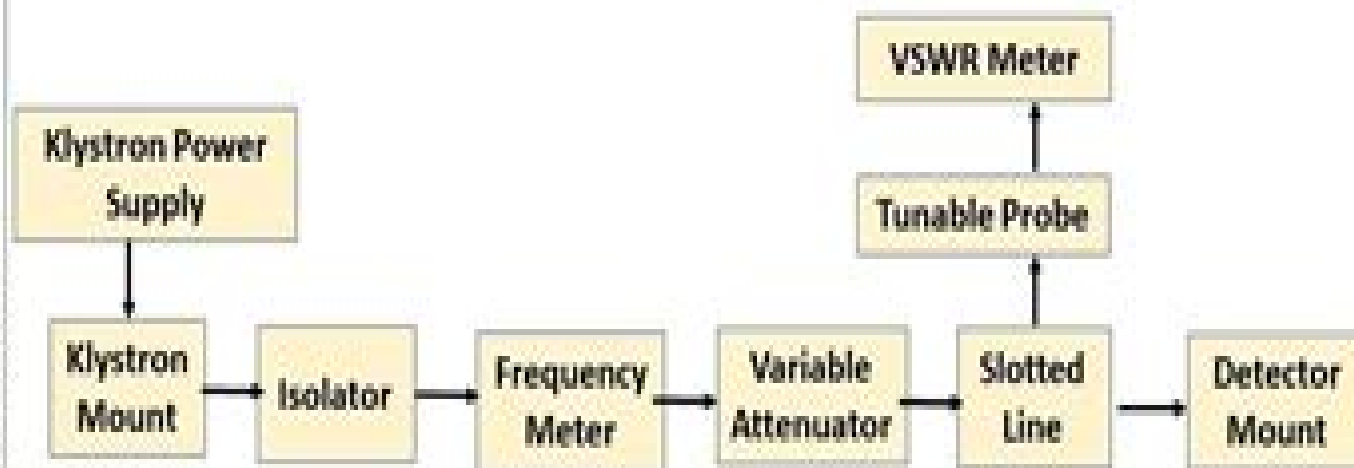 VSWR Meter
Klystron Power
Supply
Tunable Probe
Klystron
Mount
Isolator
Frequency
Meter
Variable
Attenuator
Slotted
Line
Detector
Mount